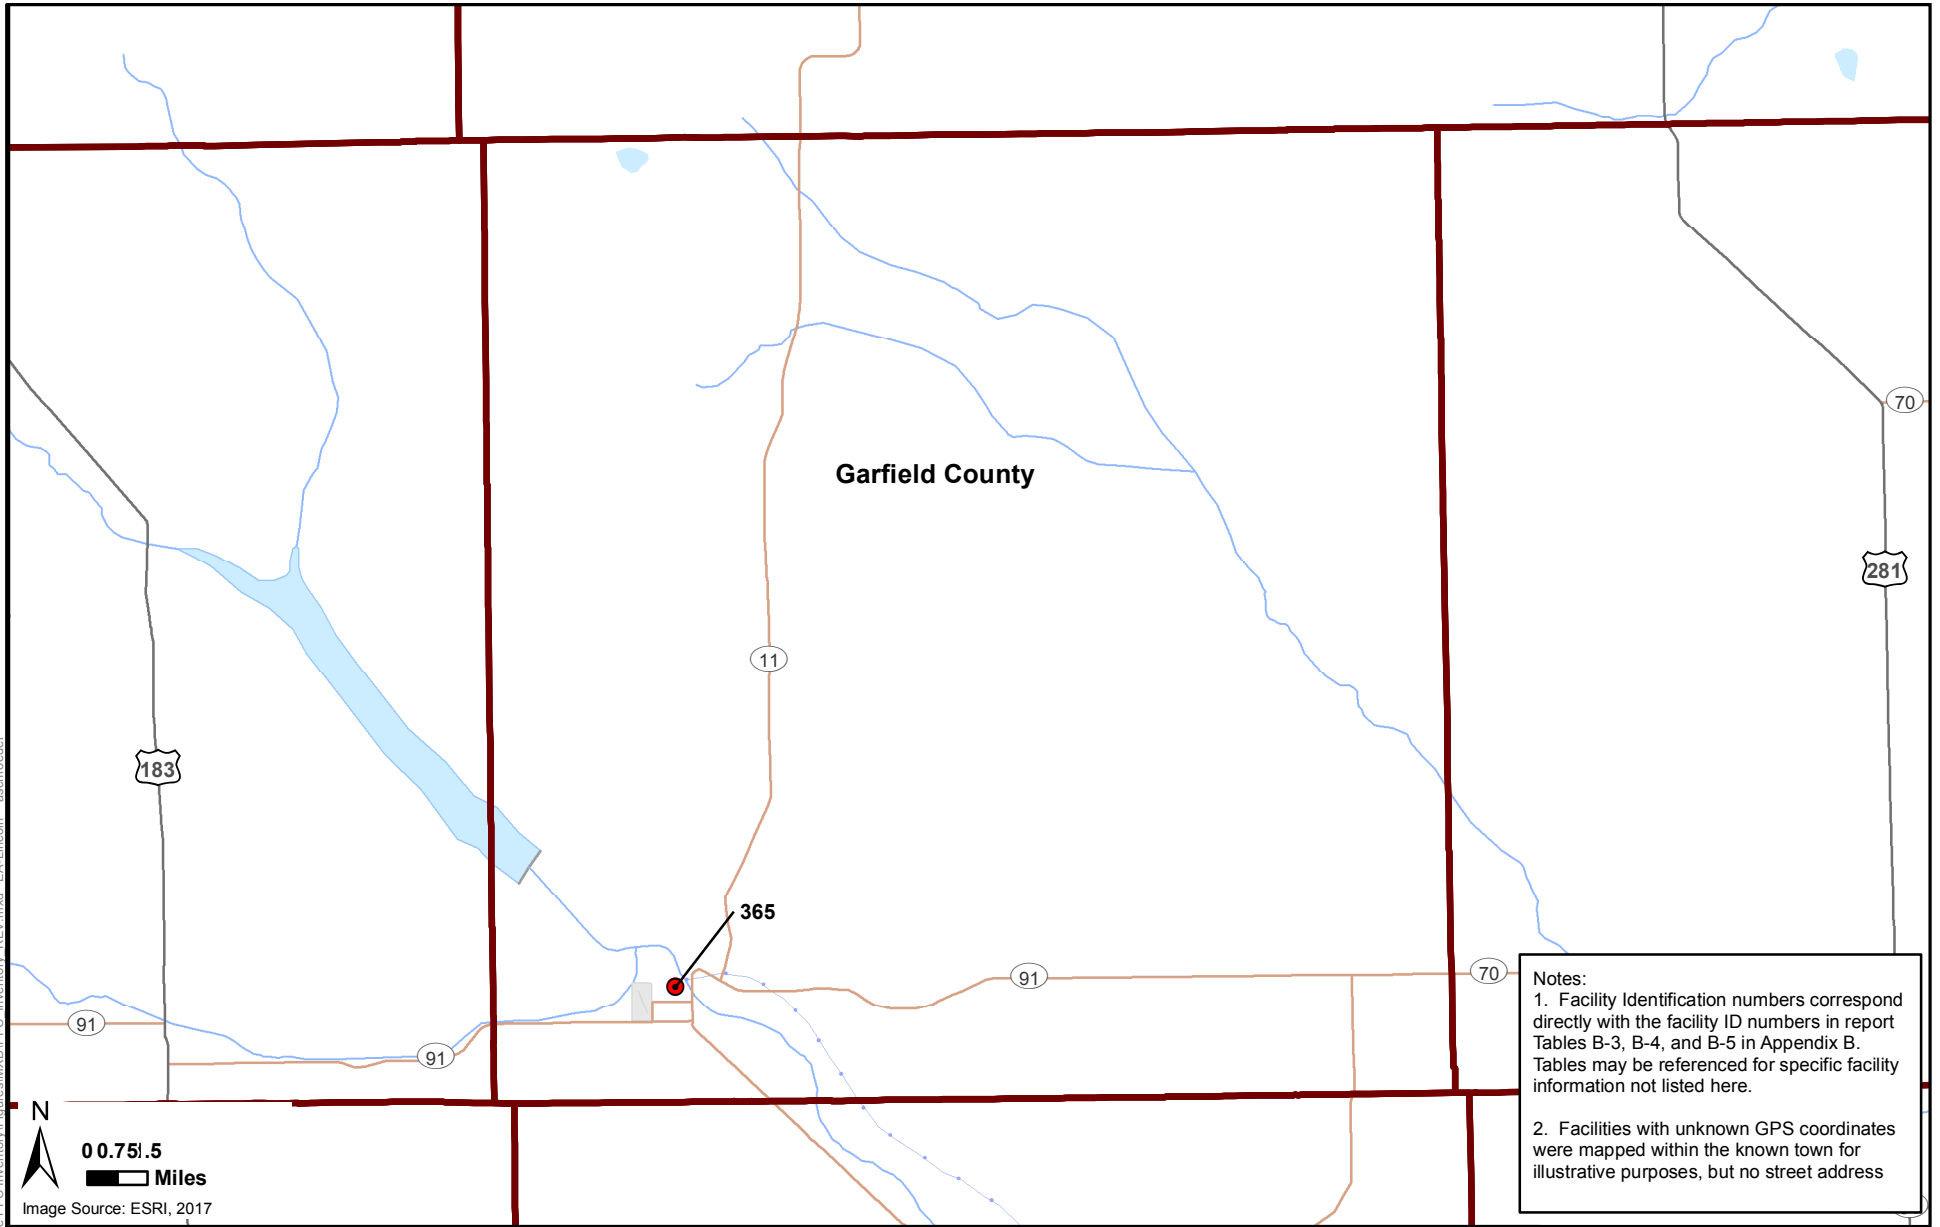 70
Garfield County
281
11
183
365
91
70
91
91
Notes:
1. Facility Identification numbers correspond
directly with the facility ID numbers in report
Tables B-3, B-4, and B-5 in Appendix B.
Tables may be referenced for specific facility
information not listed here.
2. Facilities with unknown GPS coordinates
were mapped within the known town for
illustrative purposes, but no street address
N
0 0.75 1.5
Miles
Image Source: ESRI, 2017